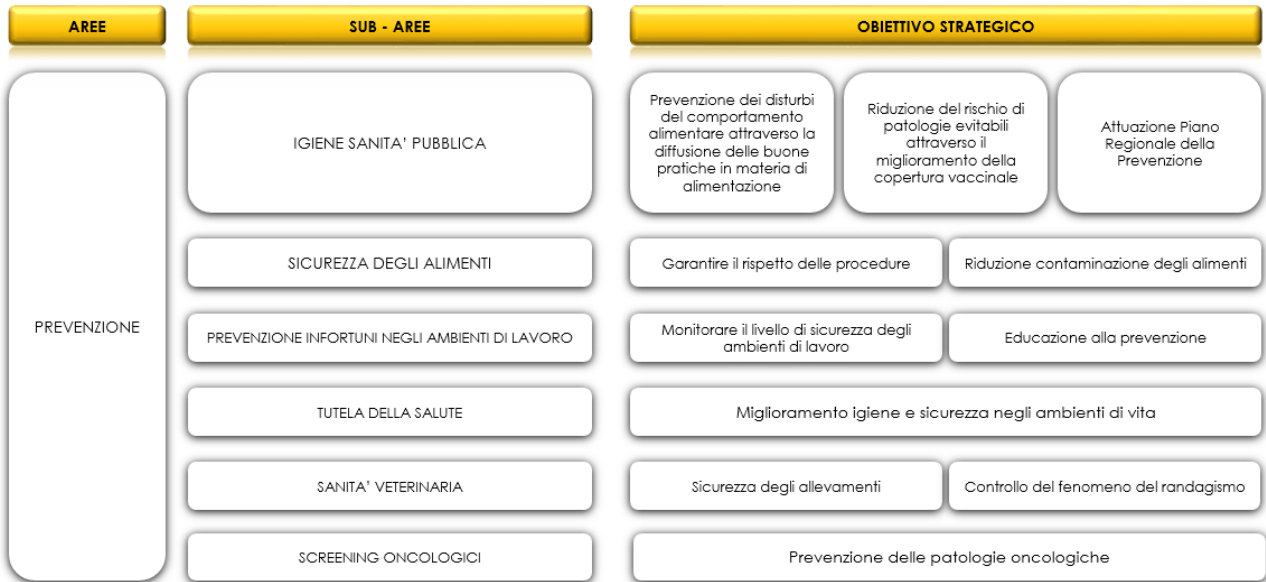 AREE
SUB - AREE
OBIETTIVO STRATEGICO
PREVENZIONE
IGIENE SANITA’ PUBBLICA
Prevenzione dei disturbi
del comportamento
alimentare attraverso la
diffusione delle buone
pratiche in materia di
alimentazione
Riduzione del rischio di
patologie evitabili
attraverso il
miglioramento della
copertura vaccinale
Attuazione Piano
Regionale della
Prevenzione
SICUREZZA DEGLI ALIMENTI
Garantire il rispetto delle procedure
Riduzione contaminazione degli alimenti
PREVENZIONE INFORTUNI NEGLI AMBIENTI DI LAVORO
Monitorare il livello di sicurezza degli
ambienti di lavoro
Educazione alla prevenzione
TUTELA DELLA SALUTE
Miglioramento igiene e sicurezza negli ambienti di vita
SANITA’ VETERINARIA
Sicurezza degli allevamenti
Controllo del fenomeno del randagismo
SCREENING ONCOLOGICI
Prevenzione delle patologie oncologiche